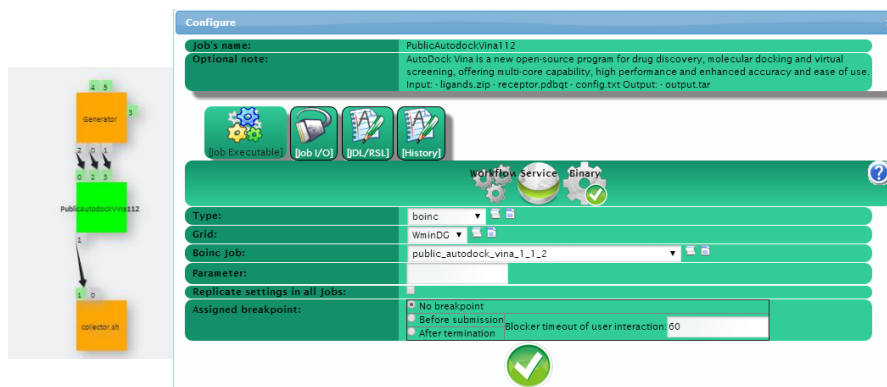 Configure
Job's name: PublicAutodockVina112
Optional note: AutoDock Vina is a new open-source program for drug discovery, molecular docking and virtual
screening, offering multi-core capability, high performance and enhanced accuracy and ease of use.
Input: - ligands.zip - receptor.pdbqt - config.txt Output: - output.tar
4 5
Generator 3
2 0 1
0 2 3
PublicAutodockVina112
1
1 0
collector.sh
[Job Executable] [Job I/O] [JDL/RSL] [History]
Workflow Service Binary
Type: boinc
Grid: WminDG
Boinc Job: public_autodock_vina_1_1_2
Parameter:
Replicate settings in all Jobs:
Assigned breakpoint: No breakpoint
Before submission
After termination
Blocker timeout of user interaction: 60